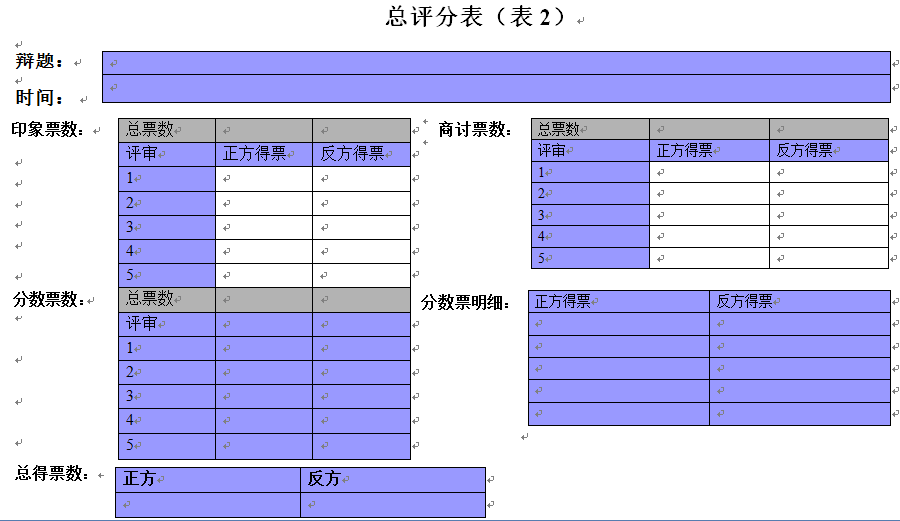 总评分表（表2）
辩题：
时间：
印象票数：
总票数
评审 正方得票 反方得票
1
2
3
4
5
商计票数：
总票数
评审 正方得票 反方得票
1
2
3
4
5
分数票数：
总票数
评审
1
2
3
4
5
分数票明细：
正方得票 反方得票
总得票数：
正方 反方